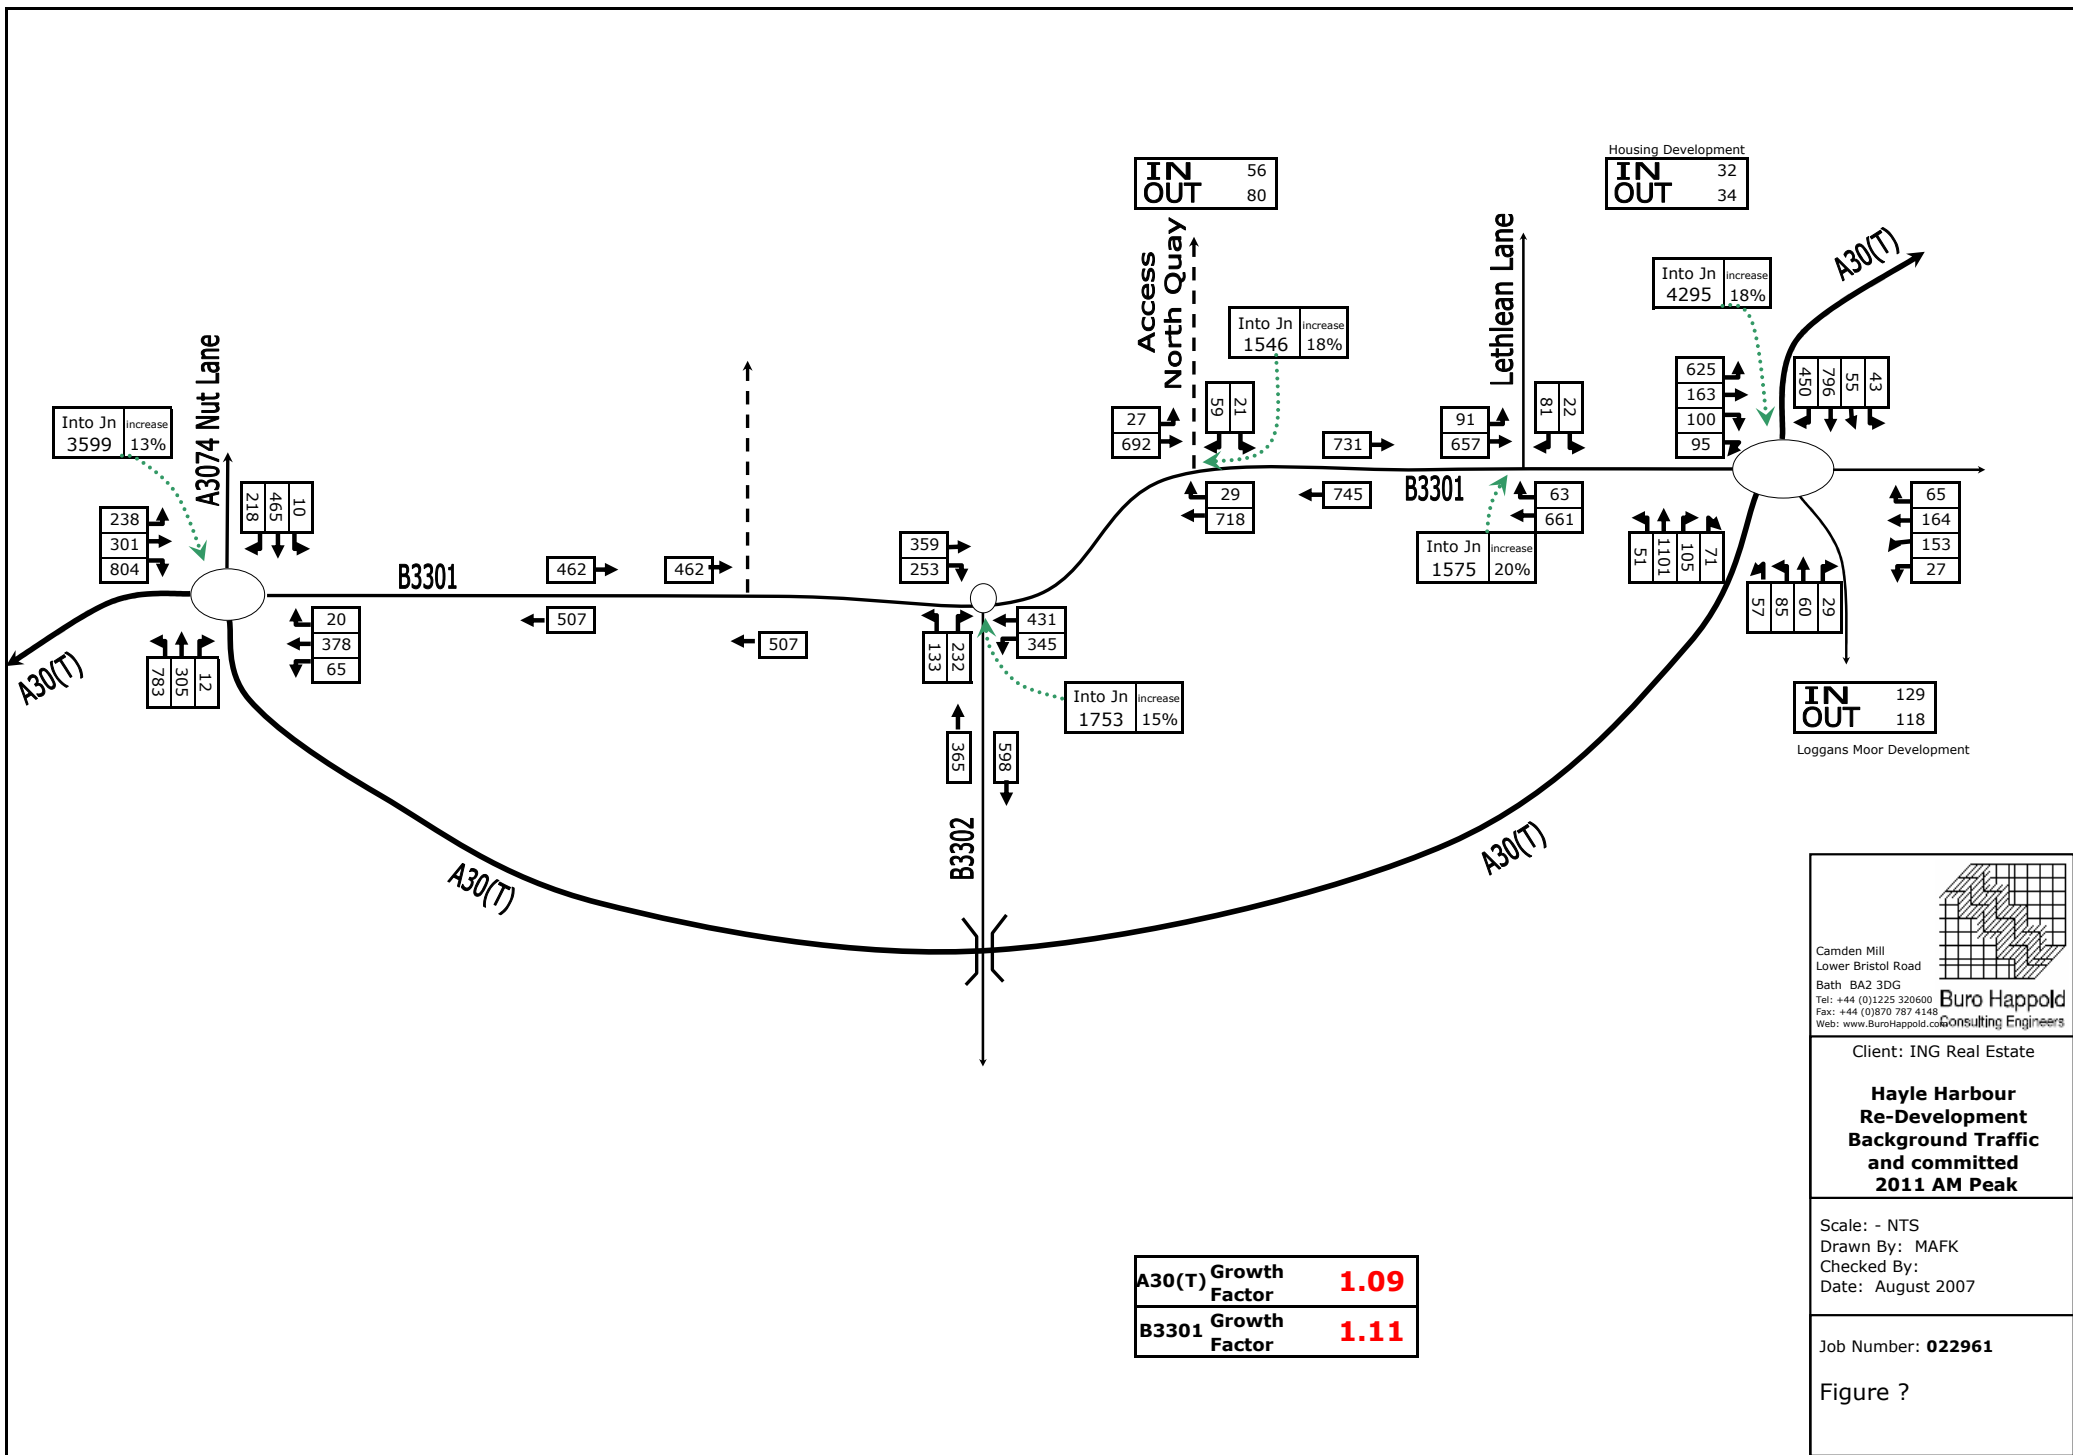 Housing Development
IN 56
OUT 80
IN 32
OUT 34
Access
North Quay
Lethlean Lane
A30(T)
Into Jn increase
4295 18%
Into Jn increase
1546 18%
A3074 Nut Lane
Into Jn increase
3599 13%
625
163
100
95
450
796
55
43
27
692
59
21
731
91
657
81
22
238
301
804
218
465
10
29
718
745
B3301
63
661
65
164
153
27
Into Jn increase
1575 20%
51
1101
105
71
57
85
60
29
B3301
462
462
359
253
507
507
20
378
65
783
305
12
A30(T)
133
232
431
345
Into Jn increase
1753 15%
365
598
IN 129
OUT 118
Loggans Moor Development
B3302
A30(T)
A30(T)
Camden Mill
Lower Bristol Road
Bath BA2 3DG
Tel: +44 (0)1225 320600
Fax: +44 (0)870 787 4148
Web: www.BuroHappold.com
Buro Happold
Consulting Engineers
Client: ING Real Estate
Hayle Harbour
Re-Development
Background Traffic
and committed
2011 AM Peak
Scale: - NTS
Drawn By: MAFK
Checked By:
Date: August 2007
Job Number: 022961
Figure ?
A30(T) Growth Factor 1.09
B3301 Growth Factor 1.11